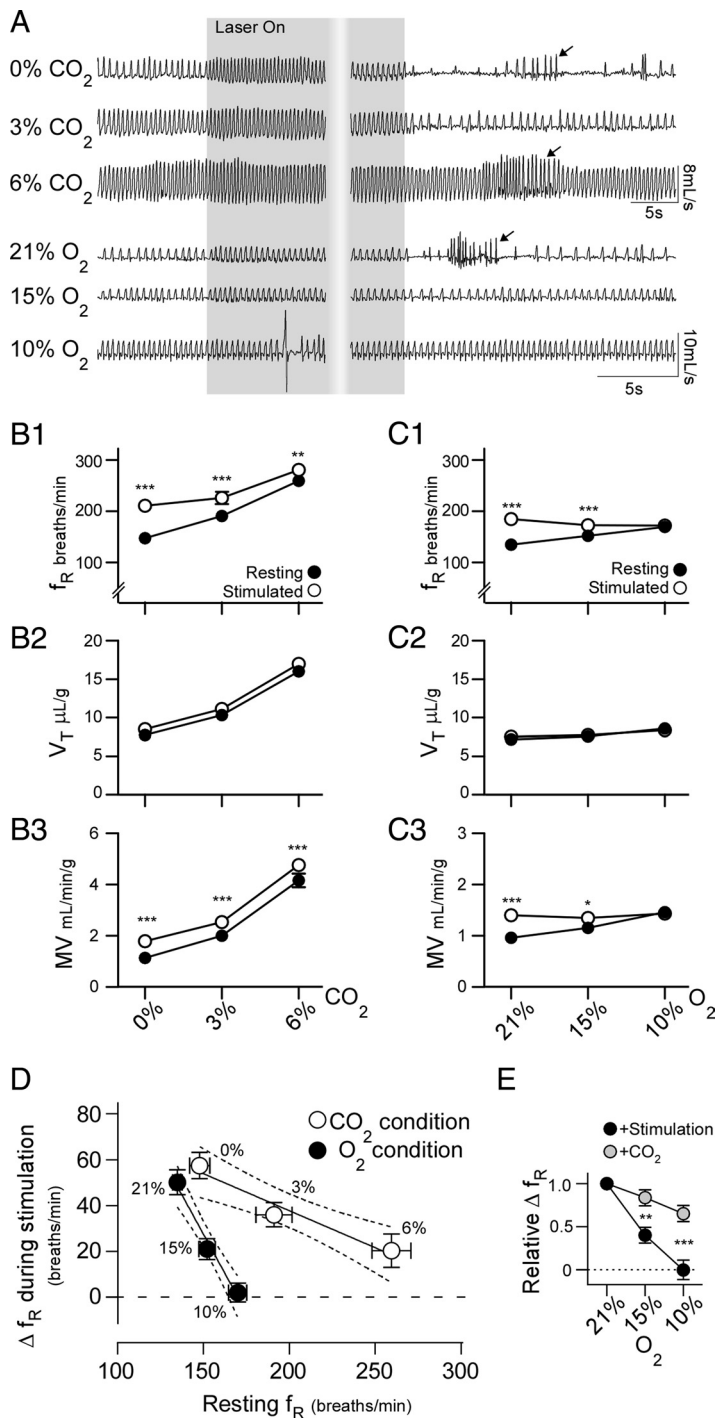 A
Laser On
0% CO2
3% CO2
6% CO2
8mL/s
5s
21% O2
15% O2
10% O2
10mL/s
5s
B1
300
200
100
fR breaths/min
***
***
**
Resting
Stimulated
C1
300
200
100
fR breaths/min
***
***
Resting
Stimulated
B2
20
15
10
5
0
VT µL/g
C2
20
15
10
5
0
VT µL/g
B3
6
4
2
0
MV mL/min/g
***
***
***
0%
3%
6%
CO2
C3
3
2
1
0
MV mL/min/g
***
*
21%
15%
10%
O2
D
80
60
40
20
0
Δ fR during stimulation
(breaths/min)
CO2 condition
O2 condition
0%
3%
6%
21%
15%
10%
100
150
200
250
300
Resting fR (breaths/min)
E
+Stimulation
+CO2
1.0
0
Relative Δ fR
**
***
21%
15%
10%
O2